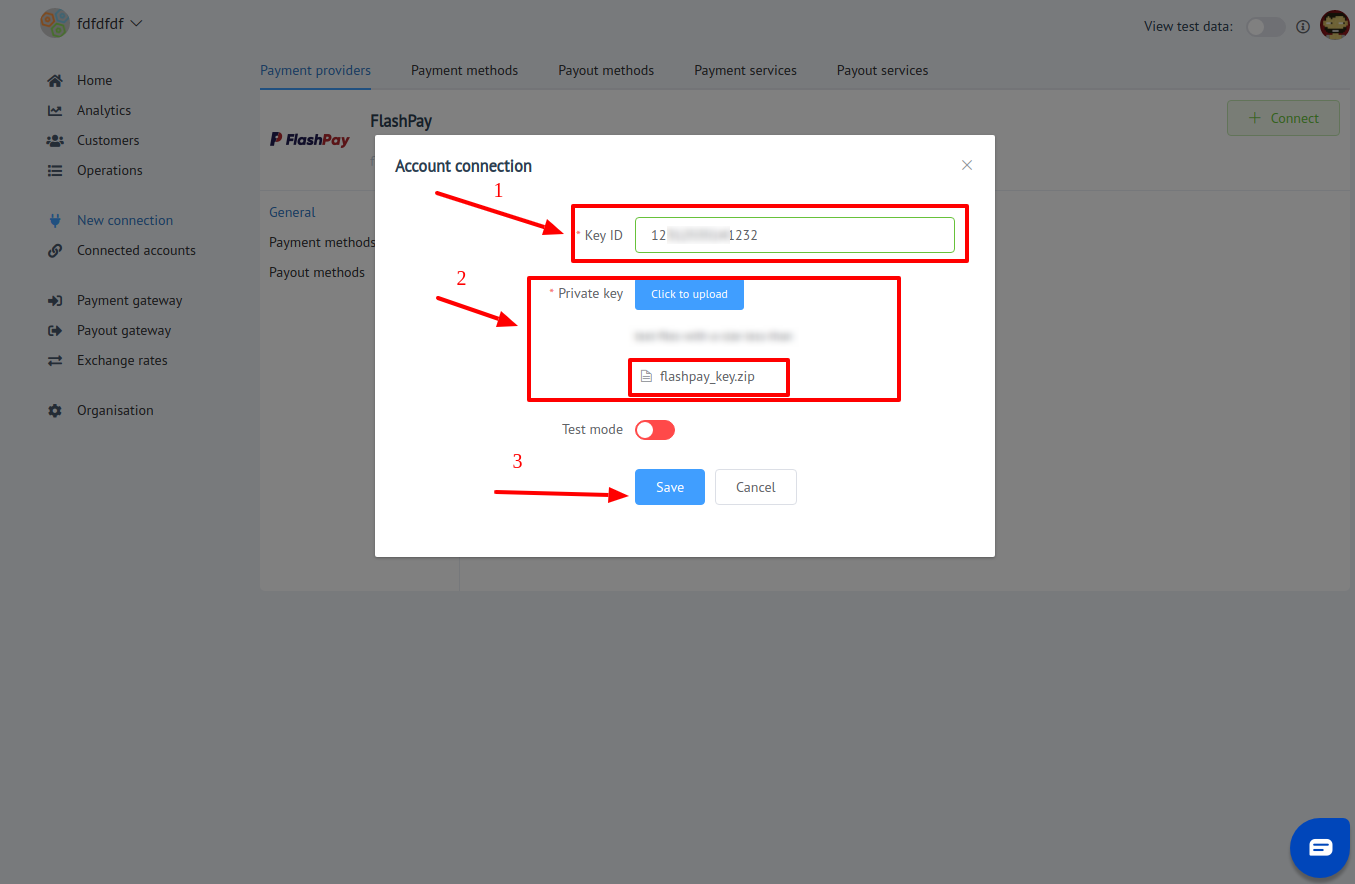 fdfdfdf
View test data:
Home
Analytics
Customers
Operations
New connection
Connected accounts
Payment gateway
Payout gateway
Exchange rates
Organisation
Payment providers Payment methods Payout methods Payment services Payout services
FlashPay
FlashPay
Connect
General
Payment methods
Payout methods
Account connection
1
* Key ID 12 1232
2
* Private key Click to upload
flashpay_key.zip
Test mode
3
Save Cancel